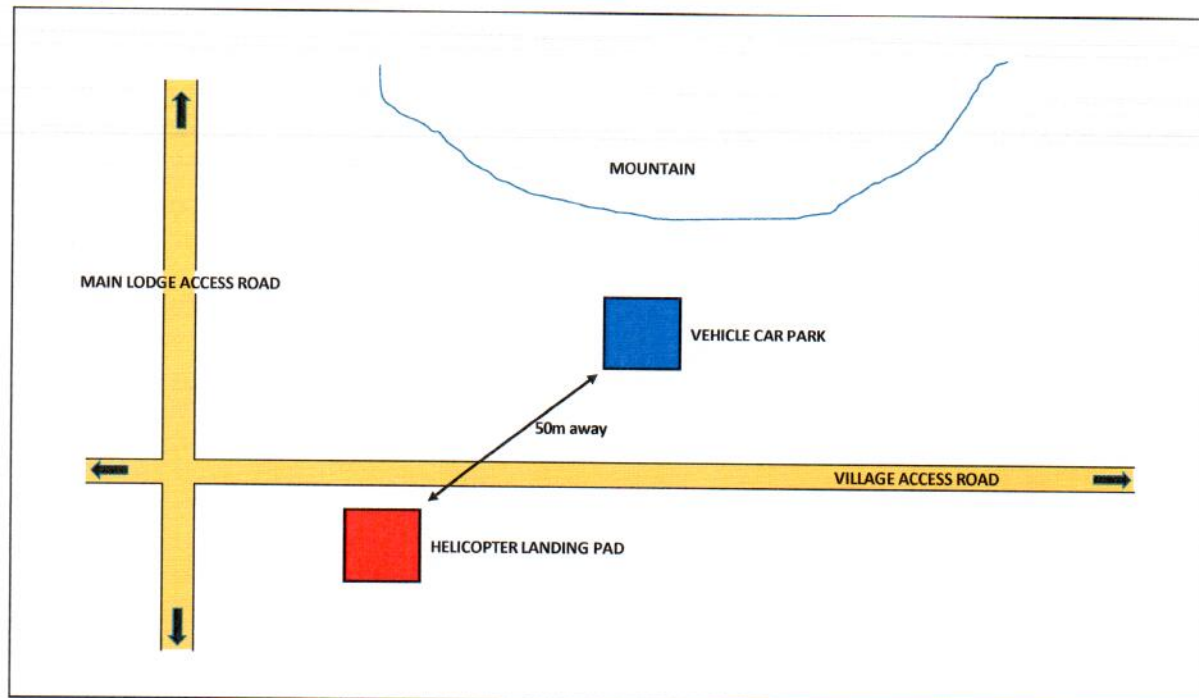 MOUNTAIN
MAIN LODGE ACCESS ROAD
VEHICLE CAR PARK
50m away
VILLAGE ACCESS ROAD
HELICOPTER LANDING PAD